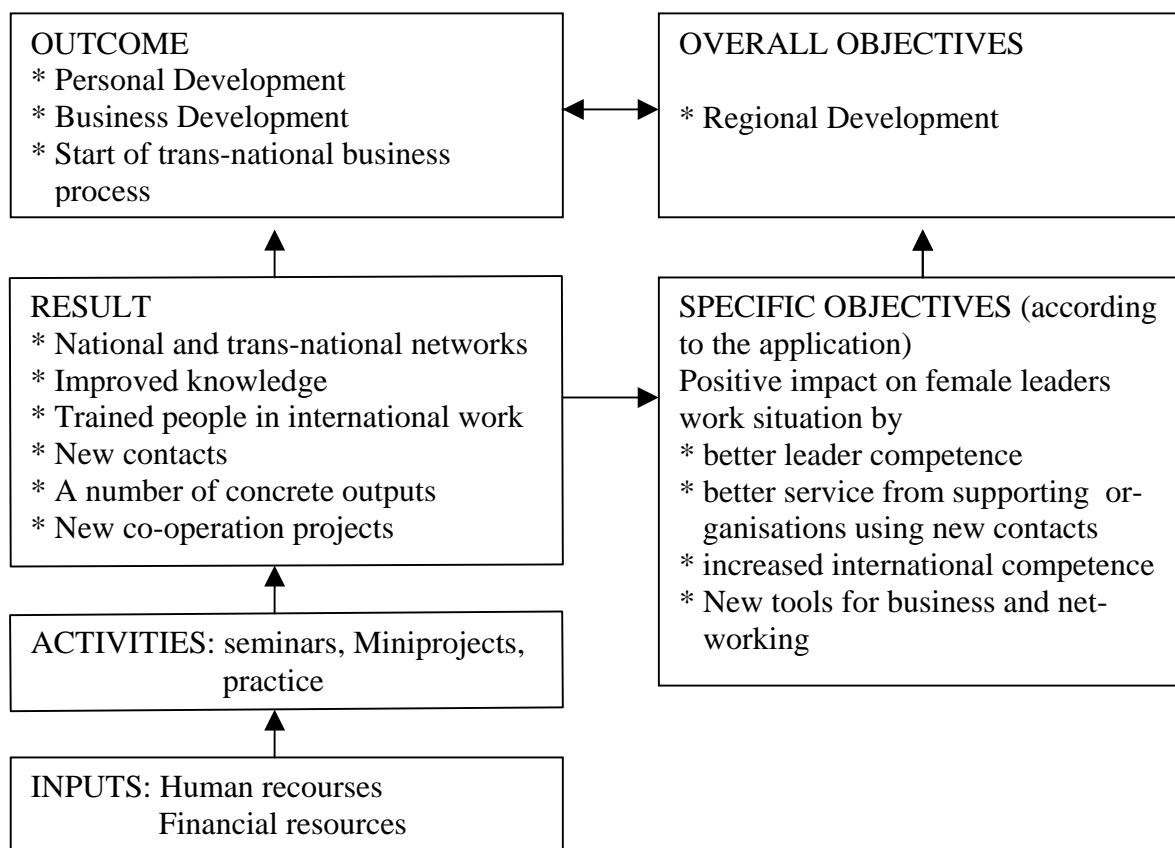 OUTCOME
* Personal Development
* Business Development
* Start of trans-national business
process
OVERALL OBJECTIVES
* Regional Development
RESULT
* National and trans-national networks
* Improved knowledge
* Trained people in international work
* New contacts
* A number of concrete outputs
* New co-operation projects
SPECIFIC OBJECTIVES (according
to the application)
Positive impact on female leaders
work situation by
* better leader competence
* better service from supporting or-
ganisations using new contacts
* increased international competence
* New tools for business and net-
working
ACTIVITIES: seminars, Miniprojects,
practice
INPUTS: Human recourses
Financial resources